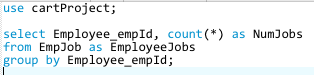 use cartProject;
select Employee_empId, count(*) as NumJobs
from EmpJob as EmployeeJobs
group by Employee_empId;